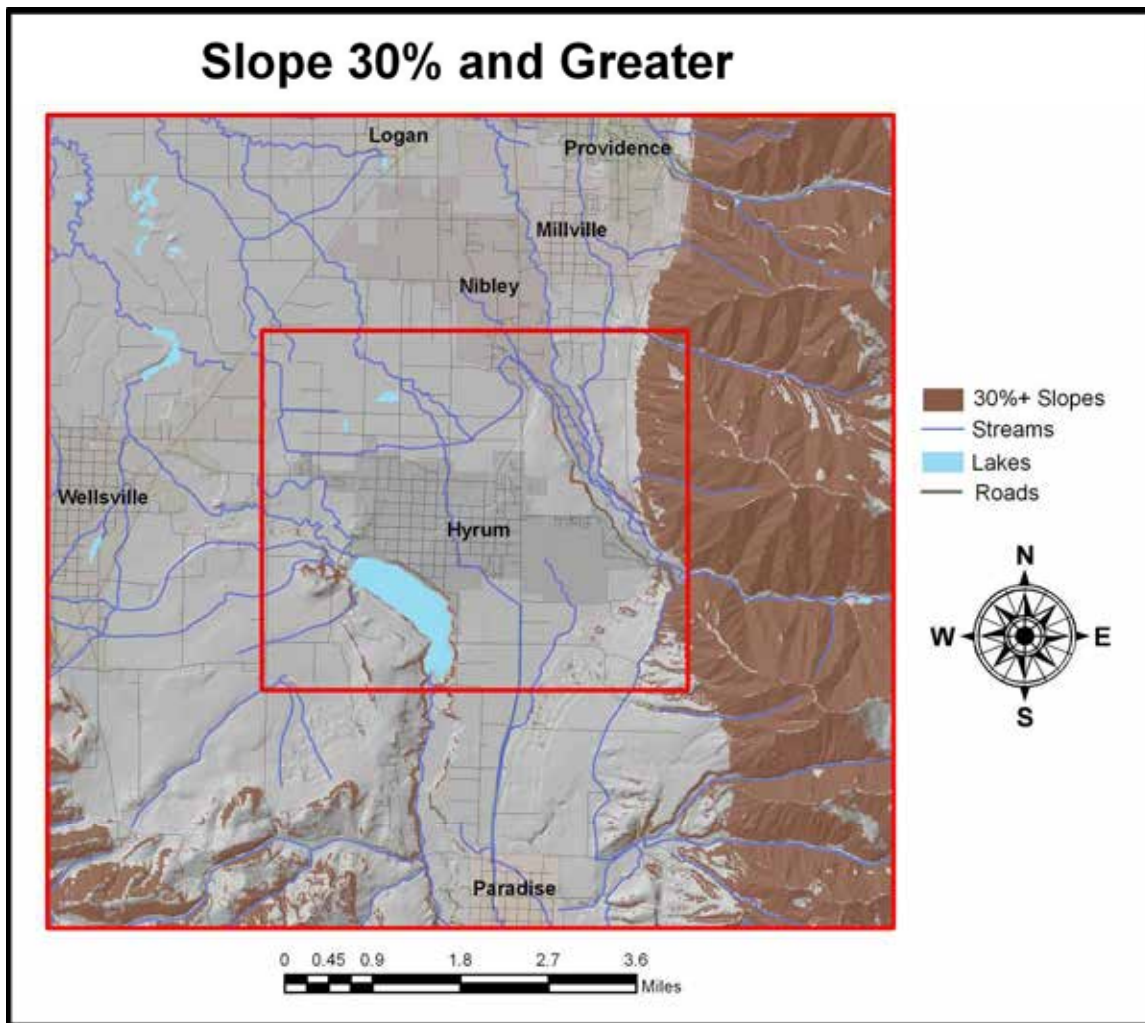 Slope 30% and Greater
Logan
Providence
Millville
Nibley
Wellsville
Hyrum
Paradise
30%+ Slopes
Streams
Lakes
Roads
N
W E
S
0 0.45 0.9 1.8 2.7 3.6
Miles